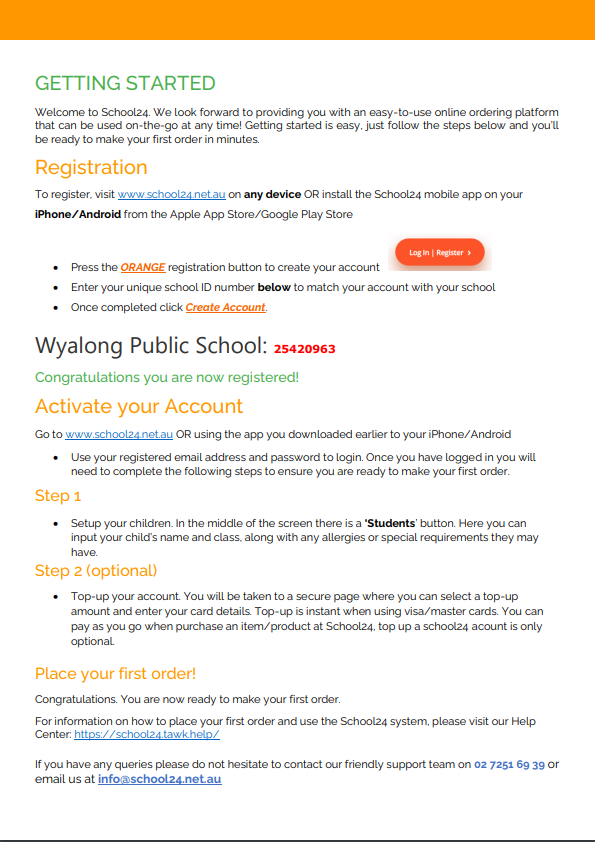 GETTING STARTED
Welcome to School24. We look forward to providing you with an easy-to-use online ordering platform
that can be used on-the-go at any time! Getting started is easy, just follow the steps below and you'll
be ready to make your first order in minutes.
Registration
To register, visit www.school24.net.au on any device OR install the School24 mobile app on your
iPhone/Android from the Apple App Store/Google Play Store
• Press the ORANGE registration button to create your account Log In | Register >
• Enter your unique school ID number below to match your account with your school
• Once completed click Create Account.
Wyalong Public School: 25420963
Congratulations you are now registered!
Activate your Account
Go to www.school24.net.au OR using the app you downloaded earlier to your iPhone/Android
• Use your registered email address and password to login. Once you have logged in you will
need to complete the following steps to ensure you are ready to make your first order.
Step 1
• Setup your children. In the middle of the screen there is a 'Students' button. Here you can
input your child's name and class, along with any allergies or special requirements they may
have.
Step 2 (optional)
• Top-up your account. You will be taken to a secure page where you can select a top-up
amount and enter your card details. Top-up is instant when using visa/master cards. You can
pay as you go when purchase an item/product at School24, top up a school24 acount is only
optional.
Place your first order!
Congratulations. You are now ready to make your first order.
For information on how to place your first order and use the School24 system, please visit our Help
Center: https://school24.tawk.help/
If you have any queries please do not hesitate to contact our friendly support team on 02 7251 69 39 or
email us at info@school24.net.au